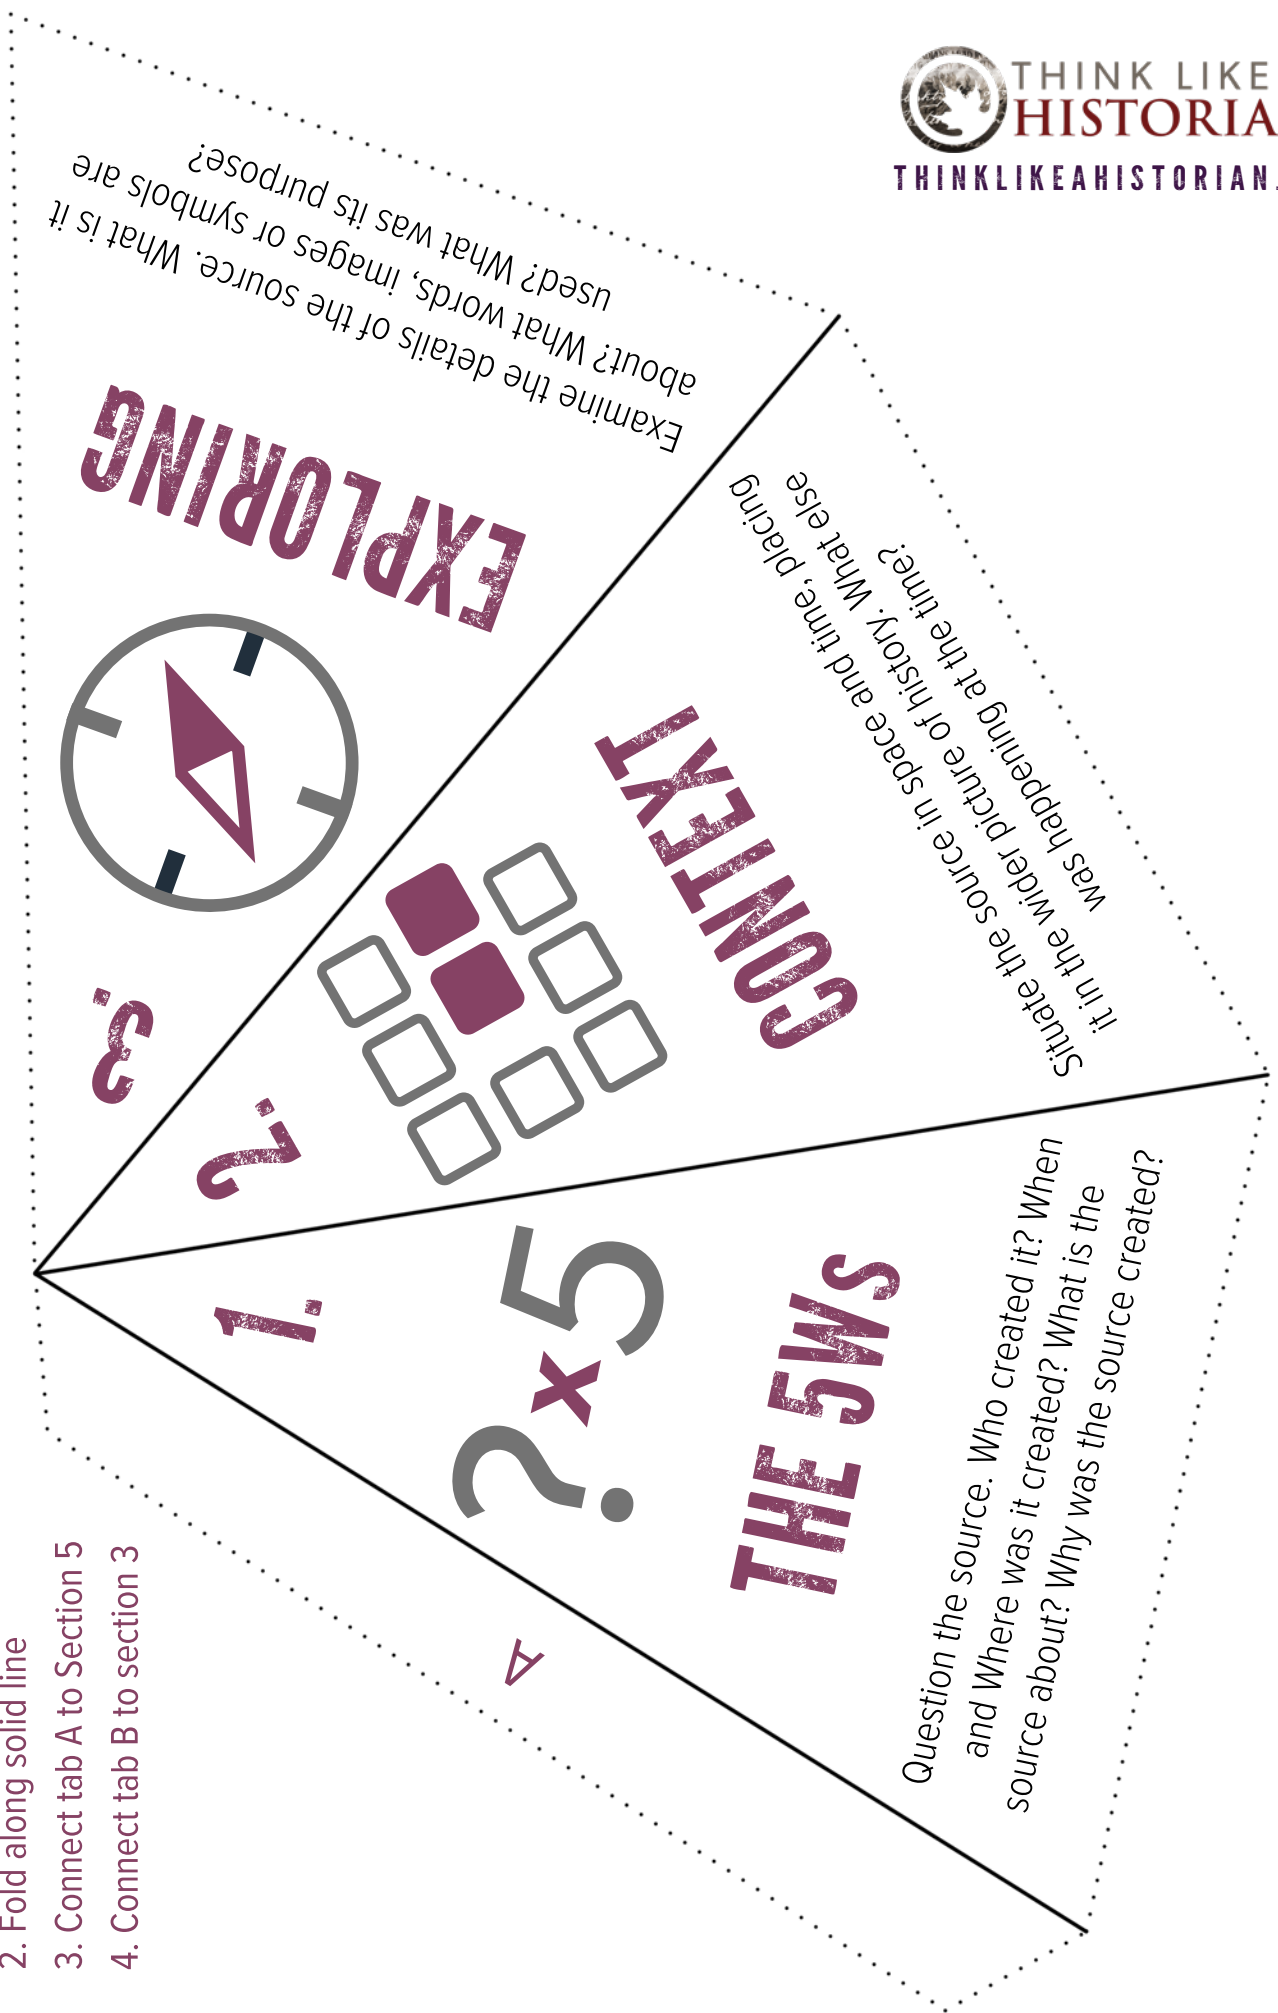 THINK LIKE
HISTORIA
THINKLIKEAHISTORIAN.
2. Fold along solid line
3. Connect tab A to Section 5
4. Connect tab B to section 3
A
1.
? x 5
THE 5WS
Question the source. Who created it? When
and Where was it created? What is the
source about? Why was the source created?
2.
CONTEXT
Situate the source in space and time, placing
it in the wider picture of history. What else
was happening at the time?
3.
EXPLORING
Examine the details of the source. What is it
about? What words, images or symbols are
used? What was its purpose?